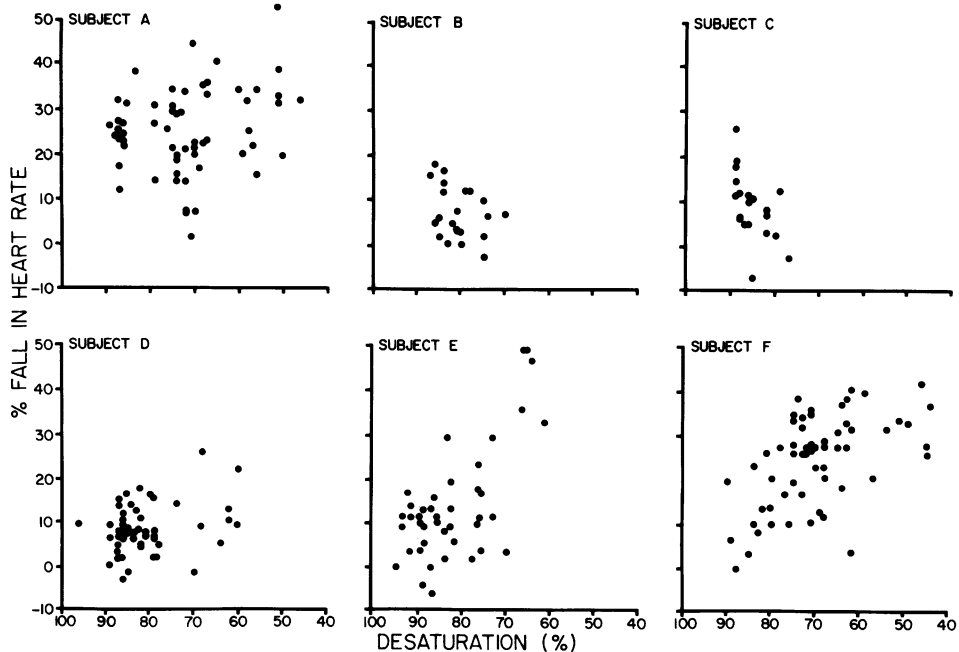 SUBJECT A
SUBJECT B
SUBJECT C
50
40
30
20
10
0
-10
% FALL IN HEART RATE
SUBJECT D
SUBJECT E
SUBJECT F
50
40
30
20
10
0
-10
100 90 80 70 60 50 40
100 90 80 70 60 50 40
100 90 80 70 60 50 40
DESATURATION (%)